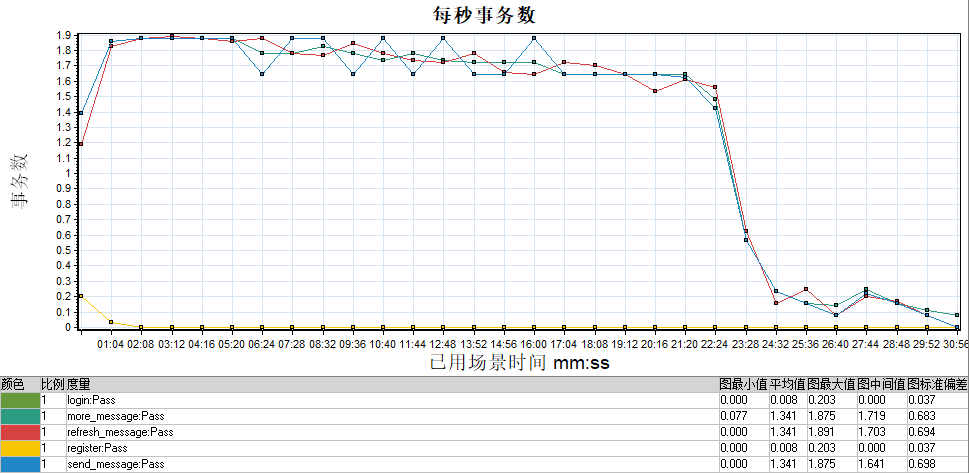 每秒事务数
1.9
1.8
1.7
1.6
1.5
1.4
1.3
1.2
1.1
1
0.9
0.8
0.7
0.6
0.5
0.4
0.3
0.2
0.1
0
事务数
01:04 02:08 03:12 04:16 05:20 06:24 07:28 08:32 09:36 10:40 11:44 12:48 13:52 14:56 16:00 17:04 18:08 19:12 20:16 21:20 22:24 23:28 24:32 25:36 26:40 27:44 28:48 29:52 30:56
已用场景时间 mm:ss
颜色 比例 度量 图最小值 平均值 图最大值 图中间值 图标准偏差
1 login:Pass 0.000 0.008 0.203 0.000 0.037
1 more_message:Pass 0.077 1.341 1.875 1.719 0.683
1 refresh_message:Pass 0.000 1.341 1.891 1.703 0.694
1 register:Pass 0.000 0.008 0.203 0.000 0.037
1 send_message:Pass 0.000 1.341 1.875 1.641 0.698